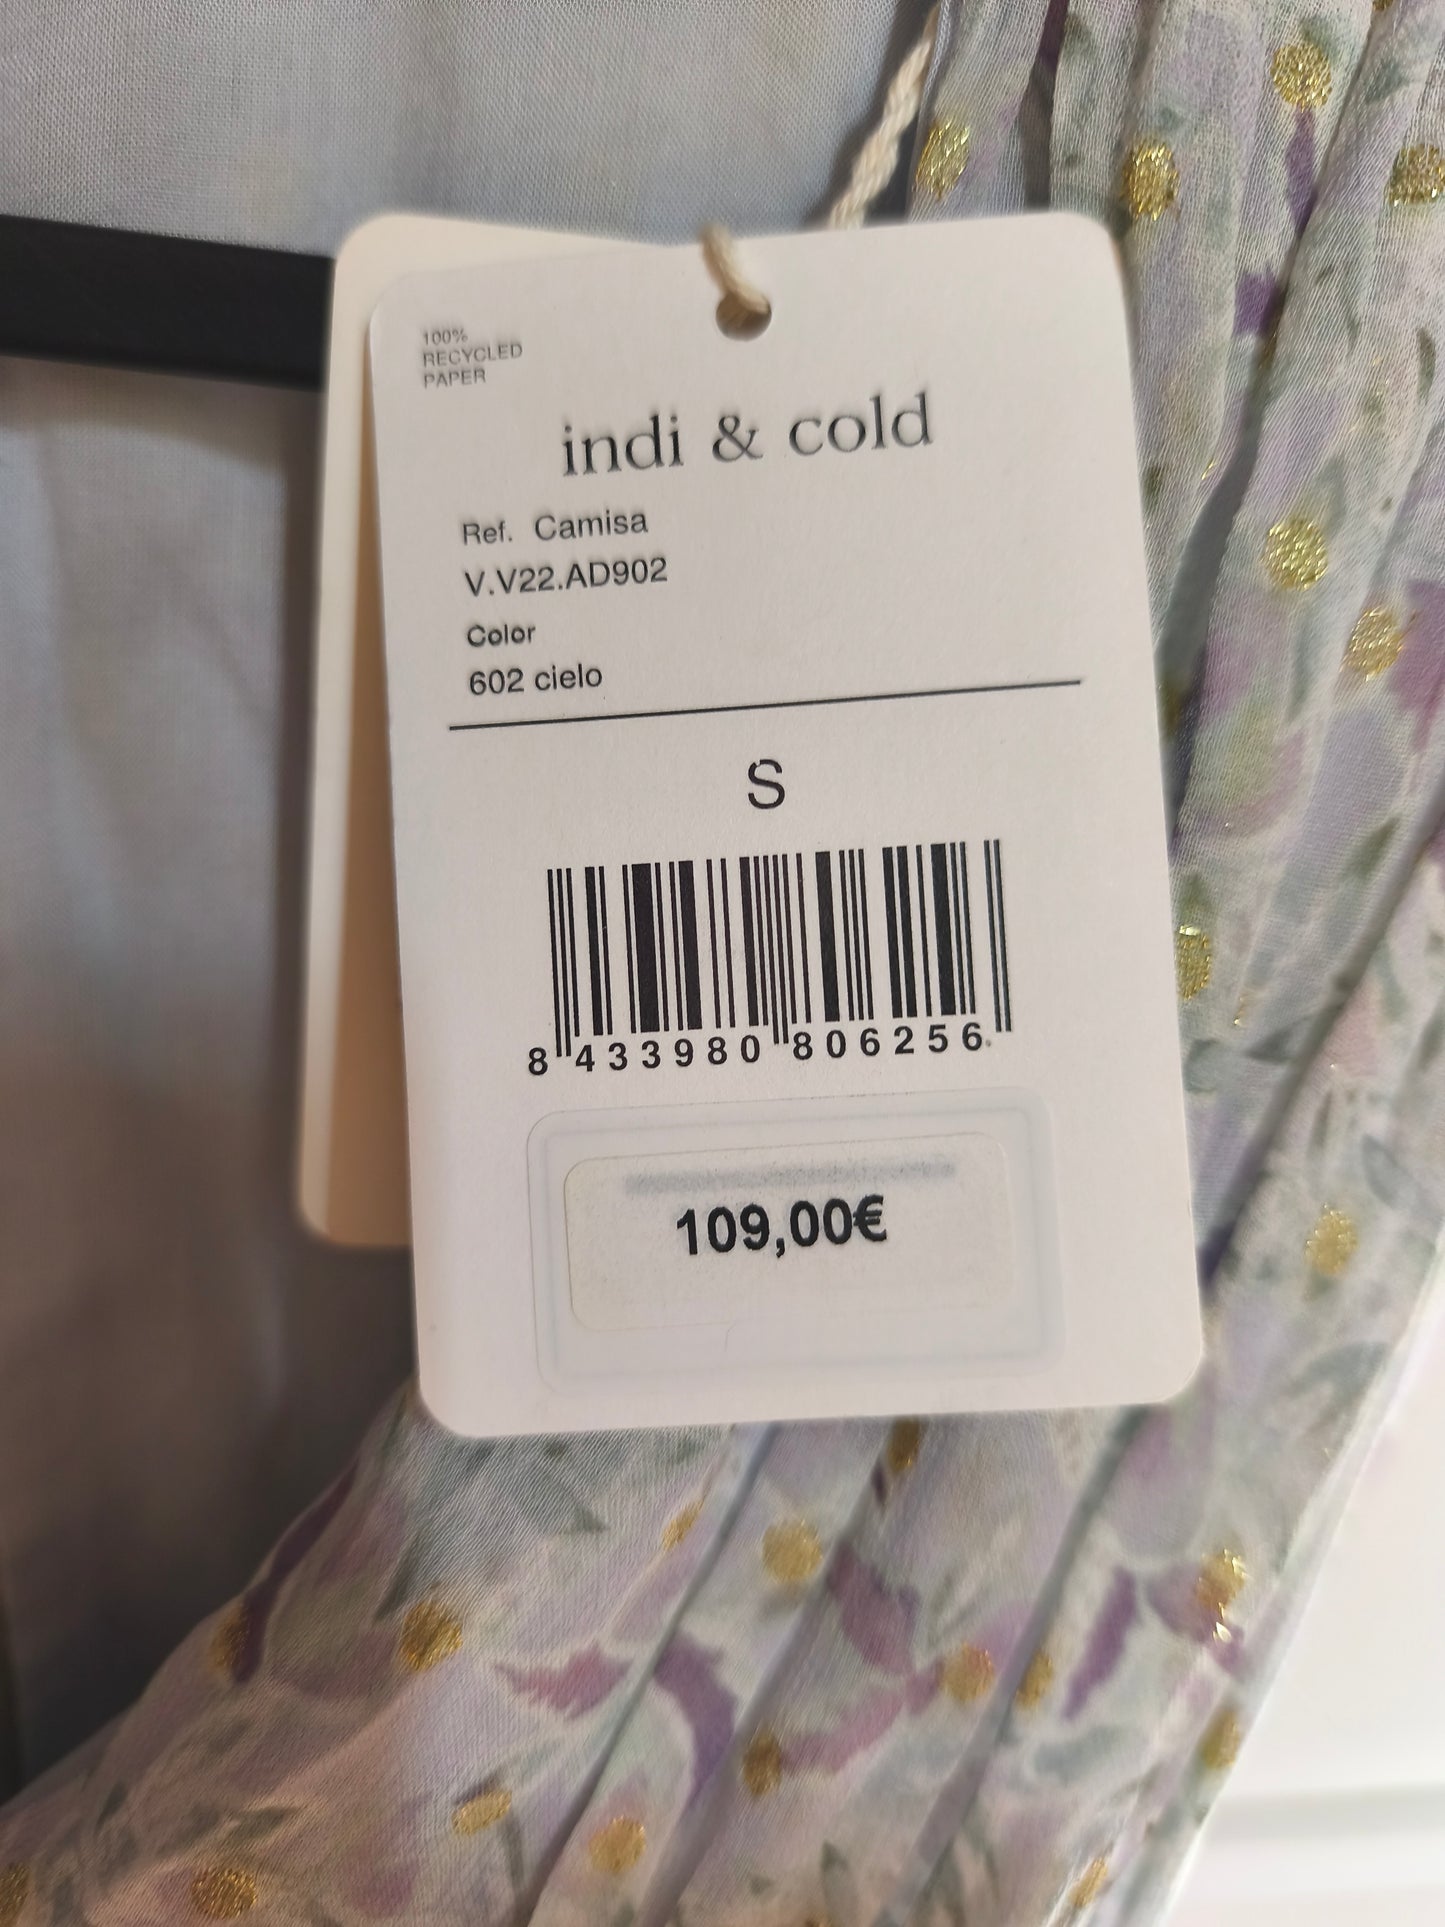 100%
RECYCLED
PAPER
indi & cold
Ref. Camisa
V.V22.AD902
Color
602 cielo
S
8 433980 806256
109,00€